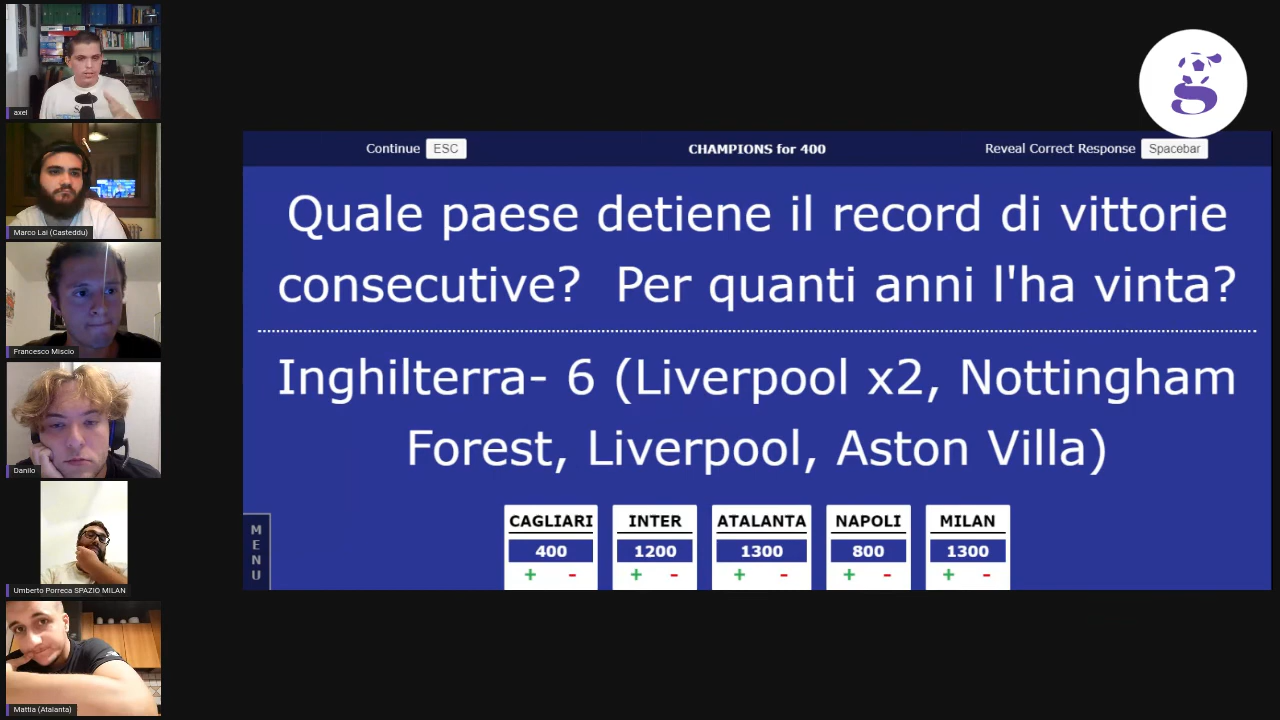 axel
Marco Lai (Casteddu)
Francesco Miscio
Danilo
Umberto Porreca SPAZIO MILAN
Mattia (Atalanta)
Continue ESC
CHAMPIONS for 400
Reveal Correct Response Spacebar
Quale paese detiene il record di vittorie
consecutive? Per quanti anni l'ha vinta?
Inghilterra- 6 (Liverpool x2, Nottingham
Forest, Liverpool, Aston Villa)
MENU
CAGLIARI INTER ATALANTA NAPOLI MILAN
400 1200 1300 800 1300
+ - + - + - + - + -